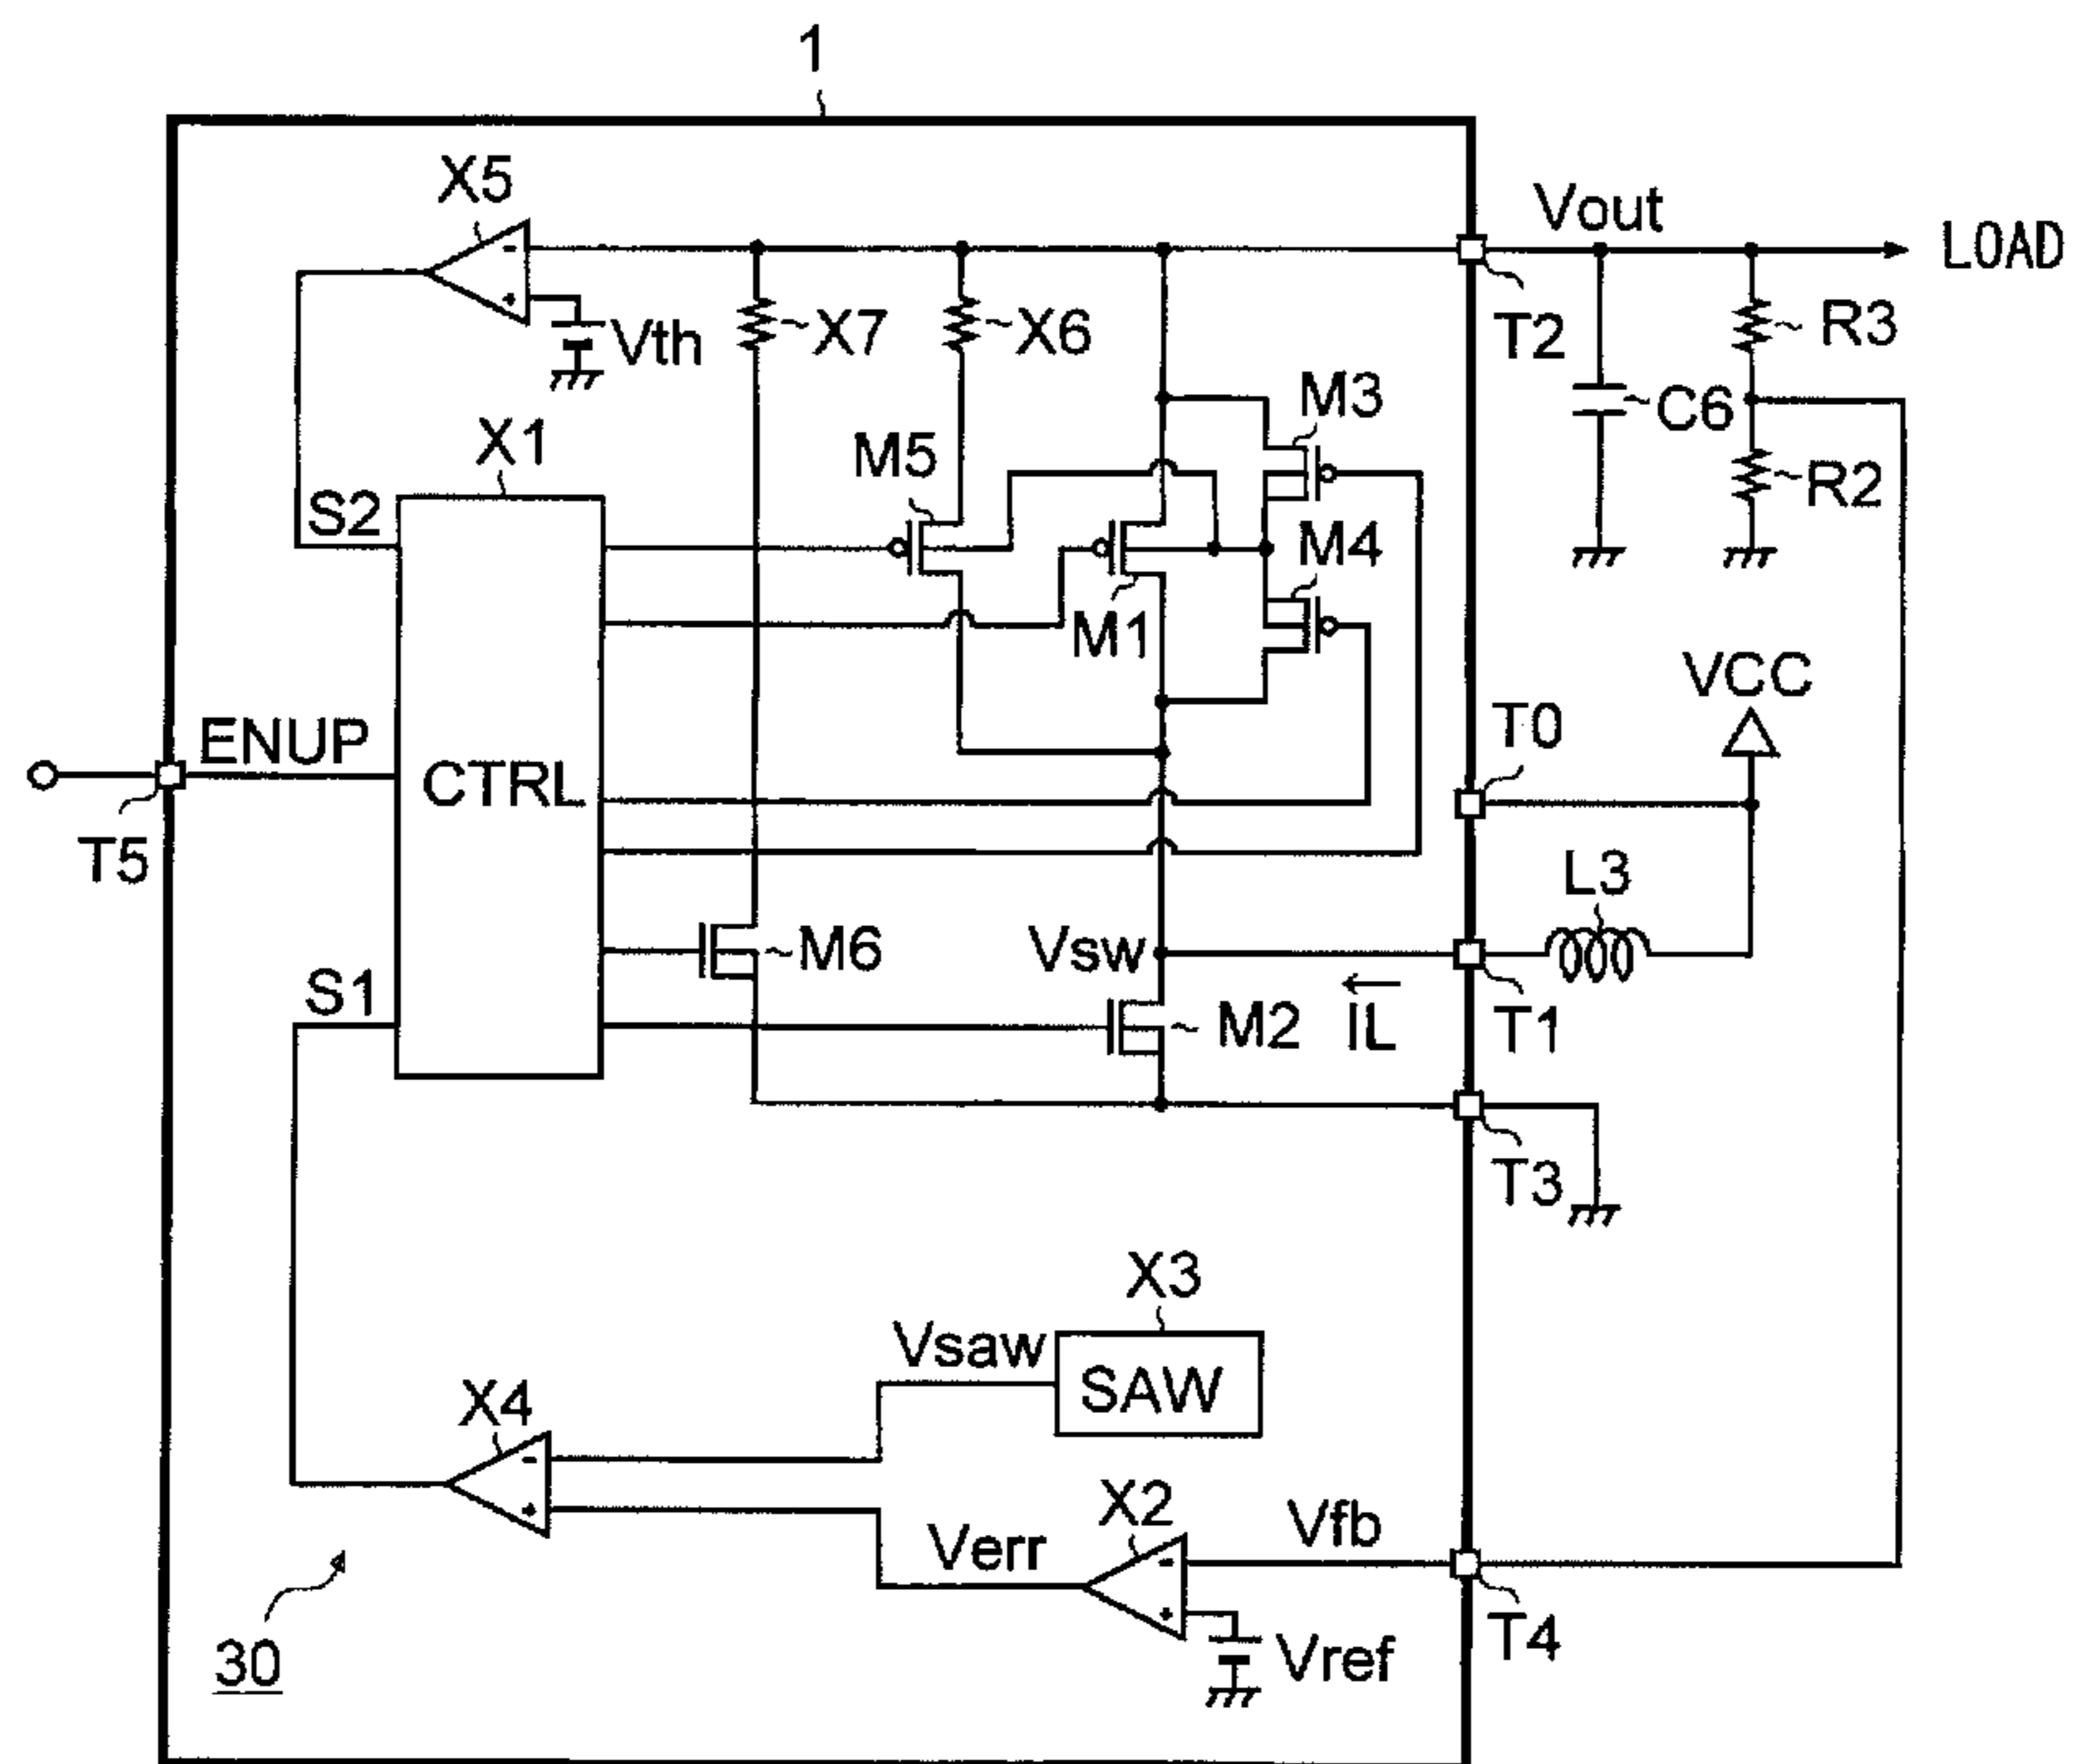 1
X5
Vout
LOAD
Vth
X7
X6
T2
R3
M3
C6
X1
M5
R2
S2
M4
M1
VCC
T0
ENUP
CTRL
T5
L3
Vsw
M6
S1
IL
T1
M2
T3
X3
Vsaw
SAW
X4
X2
Vfb
Verr
T4
30
Vref